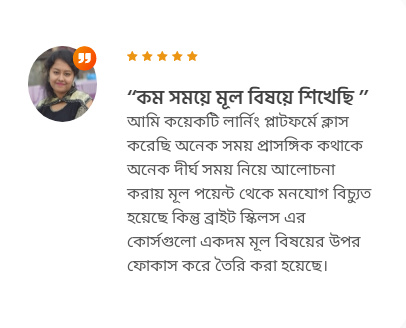 “কম সময়ে মূল বিষয়ে শিখেছি ”
আমি কয়েকটি লার্নিং প্লাটফর্মে ক্লাস
করেছি অনেক সময় প্রাসঙ্গিক কথাকে
অনেক দীর্ঘ সময় নিয়ে আলোচনা
করায় মূল পয়েন্ট থেকে মনযোগ বিচ্যুত
হয়েছে কিন্তু ব্রাইট স্কিলস এর
কোর্সগুলো একদম মূল বিষয়ের উপর
ফোকাস করে তৈরি করা হয়েছে।